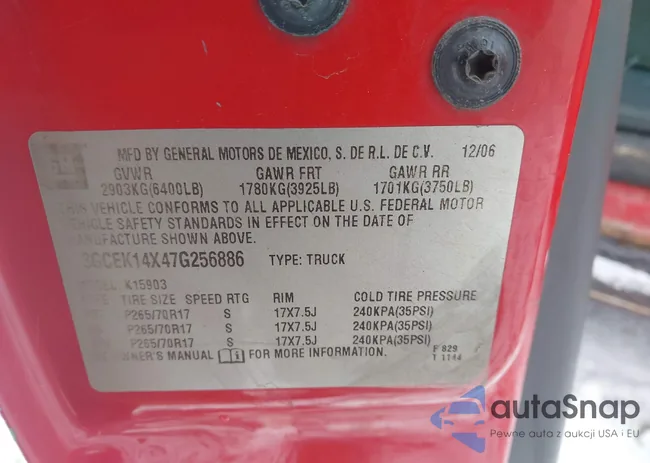 MFD BY GENERAL MOTORS DE MEXICO, S. DE R.L. DE C.V. 12/06
GVWR GAWR FRT GAWR RR
2903KG(6400LB) 1780KG(3925LB) 1701KG(3750LB)
THIS VEHICLE CONFORMS TO ALL APPLICABLE U.S. FEDERAL MOTOR
VEHICLE SAFETY STANDARDS IN EFFECT ON THE DATE OF
MANUFACTURE SHOWN ABOVE.
3GCEK14X47G256886 TYPE: TRUCK
K15903
TIRE SIZE SPEED RTG RIM COLD TIRE PRESSURE
P265/70R17 S 17X7.5J 240KPA(35PSI)
P265/70R17 S 17X7.5J 240KPA(35PSI)
P265/70R17 S 17X7.5J 240KPA(35PSI)
OWNER'S MANUAL FOR MORE INFORMATION.
F 829
T 1144
autaSnap
Pewne auta z aukcji USA i EU